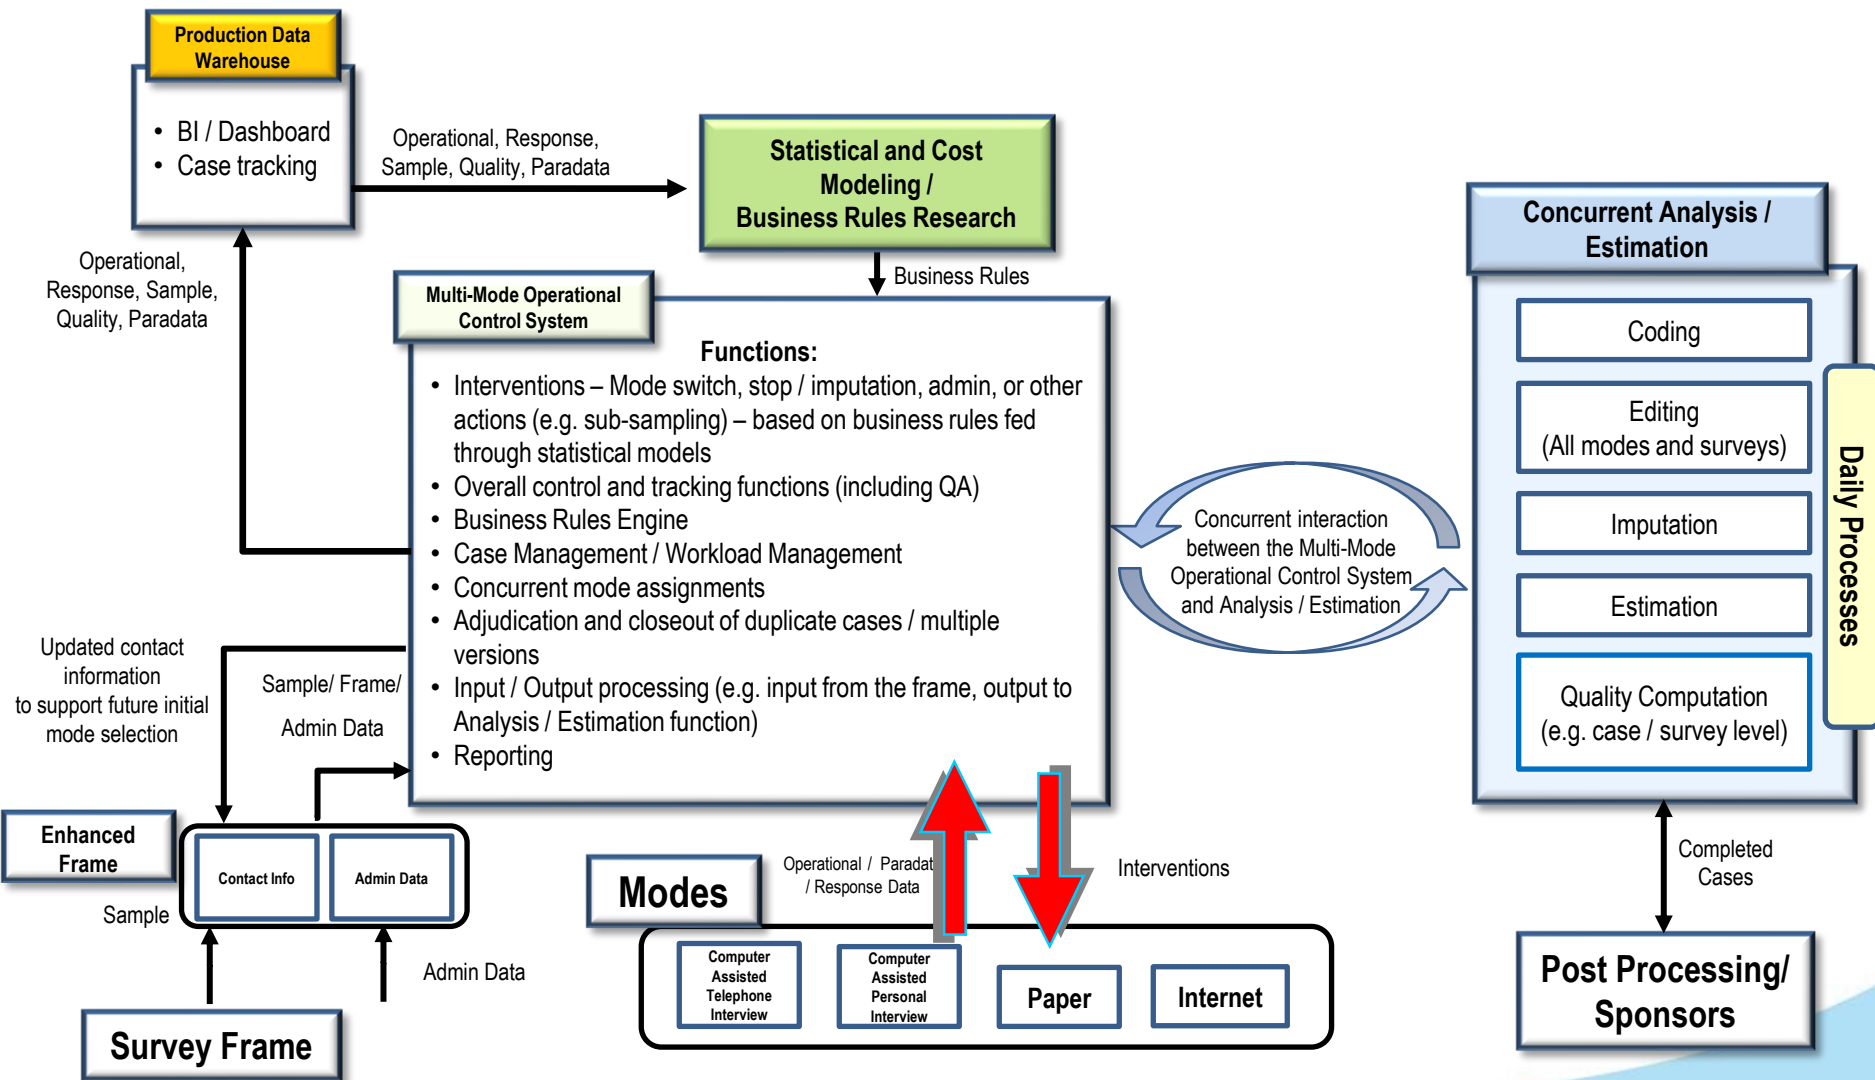 Production Data
Warehouse
• BI / Dashboard
• Case tracking
Operational, Response,
Sample, Quality, Paradata
Statistical and Cost
Modeling /
Business Rules Research
Business Rules
Operational,
Response, Sample,
Quality, Paradata
Multi-Mode Operational
Control System
Functions:
• Interventions – Mode switch, stop / imputation, admin, or other
actions (e.g. sub-sampling) – based on business rules fed
through statistical models
• Overall control and tracking functions (including QA)
• Business Rules Engine
• Case Management / Workload Management
• Concurrent mode assignments
• Adjudication and closeout of duplicate cases / multiple
versions
• Input / Output processing (e.g. input from the frame, output to
Analysis / Estimation function)
• Reporting
Concurrent interaction
between the Multi-Mode
Operational Control System
and Analysis / Estimation
Concurrent Analysis /
Estimation
Coding
Editing
(All modes and surveys)
Imputation
Estimation
Quality Computation
(e.g. case / survey level)
Daily Processes
Updated contact
information
to support future initial
mode selection
Sample/ Frame/
Admin Data
Enhanced
Frame
Contact Info
Admin Data
Sample
Admin Data
Survey Frame
Modes
Operational / Paradat
/ Response Data
Interventions
Computer
Assisted
Telephone
Interview
Computer
Assisted
Personal
Interview
Paper
Internet
Completed
Cases
Post Processing/
Sponsors